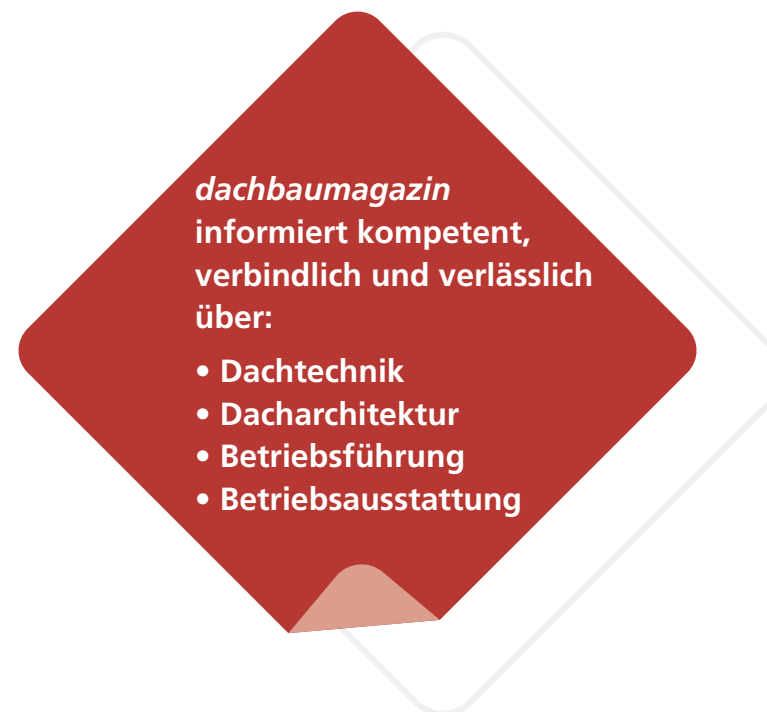 dachbaumagazin
informiert kompetent,
verbindlich und verlässlich
über:
• Dachtechnik
• Dacharchitektur
• Betriebsführung
• Betriebsausstattung